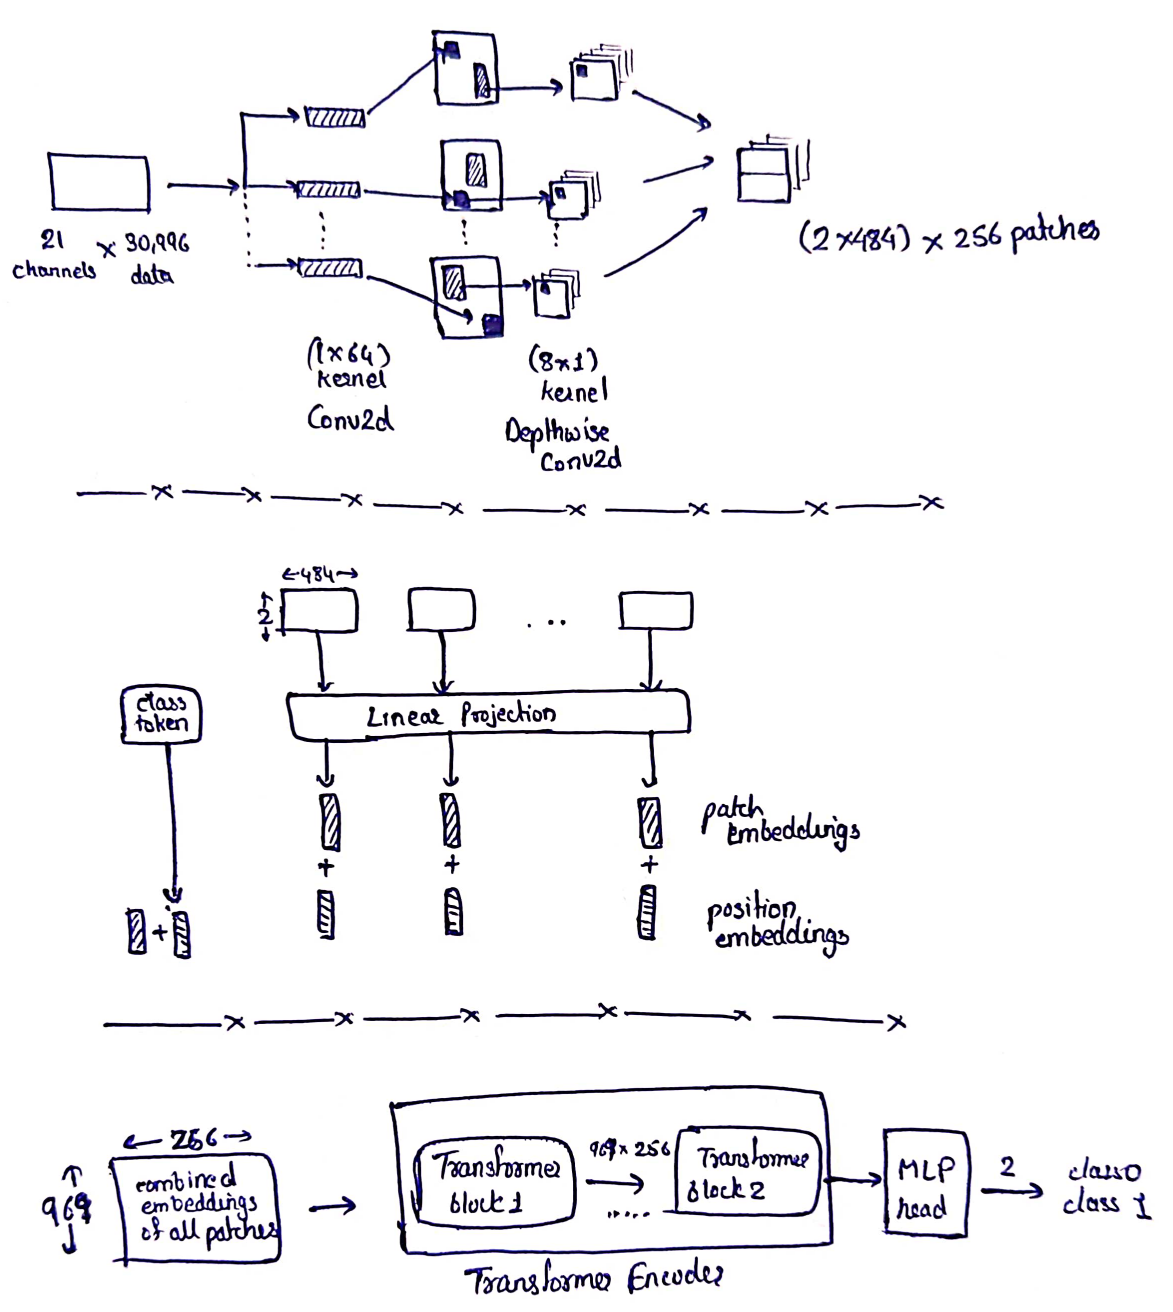 21 × 30,996
channels data
(1×64)
kernel
Conv2d
(8×1)
kernel
Depthwise
Conv2d
(2×484) × 256 patches
484
2
...
class
token
Linear Projection
patch
embeddings
+ + +
+
position
embeddings
256
969
combined
embeddings
of all patches
Transformer
block 1
969×256
......
Transformer
block 2
MLP
head
2
class0
class 1
Transformer Encoder